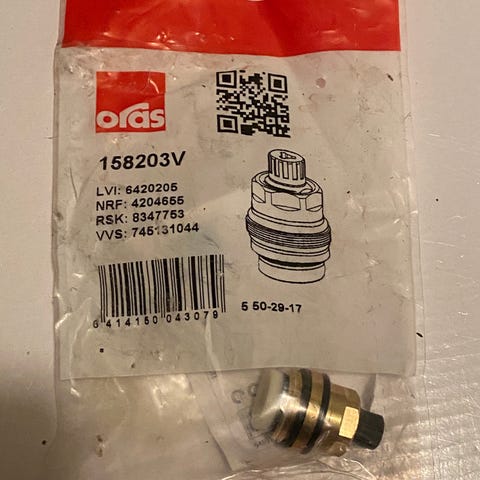 oras
158203V
LVI: 6420205
NRF: 4204655
RSK: 8347753
VVS: 745131044
6 414150 043079
5 50-29-17